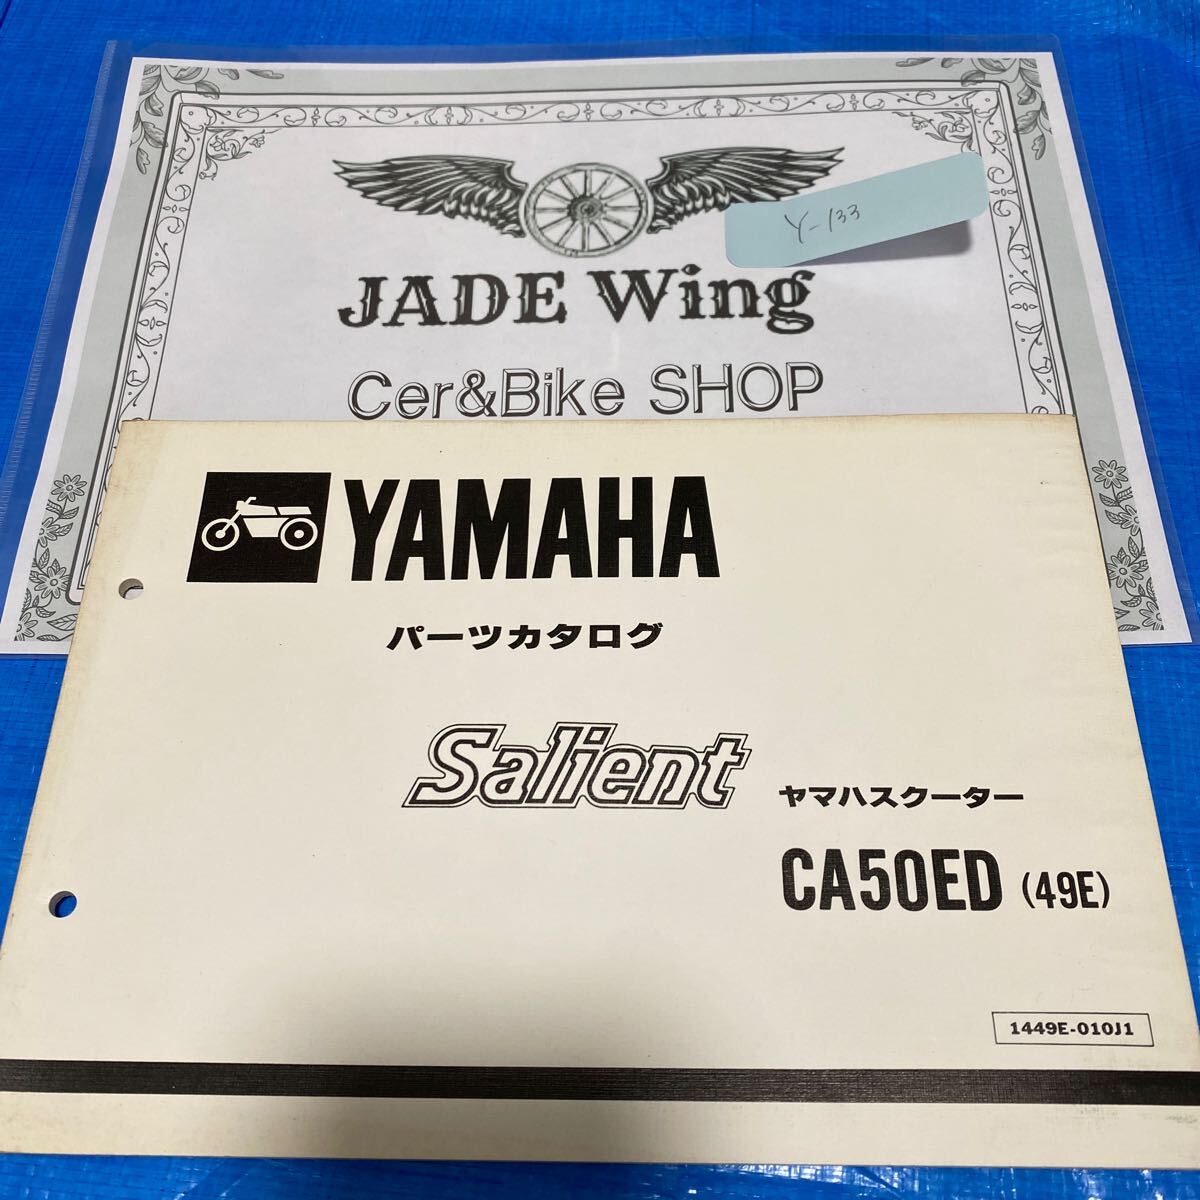 Y-133
JADE Wing
Cer&Bike SHOP
YAMAHA
パーツカタログ
Salient
ヤマハスクーター
CA50ED (49E)
1449E-010J1